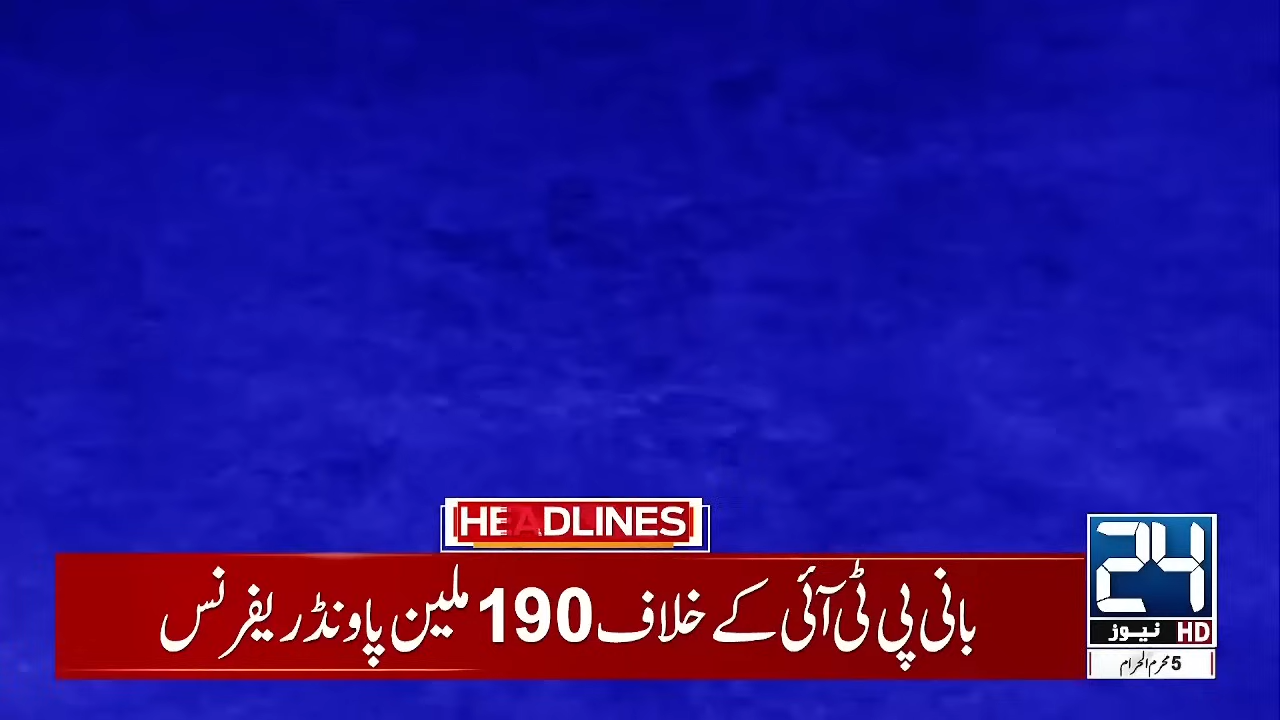 HEADLINES
بانی پی ٹی آئی کے خلاف 190 ملین پاونڈ ریفرنس
24
نیوز HD
5 محرم الحرام